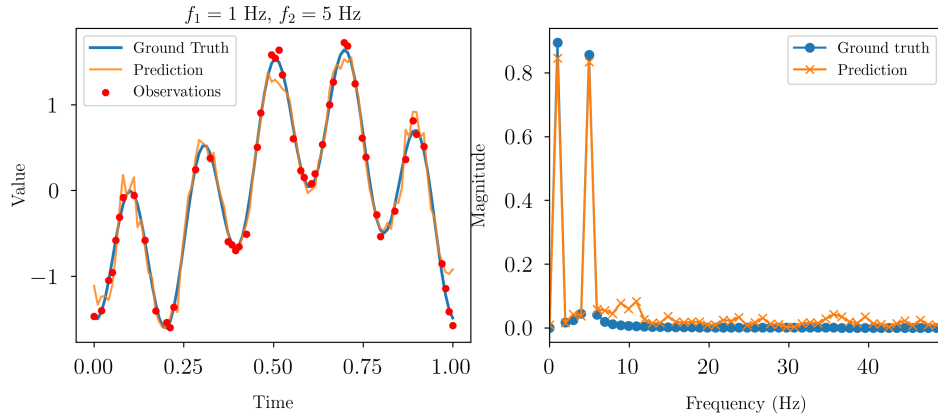 f₁ = 1 Hz, f₂ = 5 Hz
Ground Truth
Prediction
Observations
Value
1
0
−1
0.00 0.25 0.50 0.75 1.00
Time
Ground truth
Prediction
Magnitude
0.8
0.6
0.4
0.2
0.0
0 10 20 30 40
Frequency (Hz)